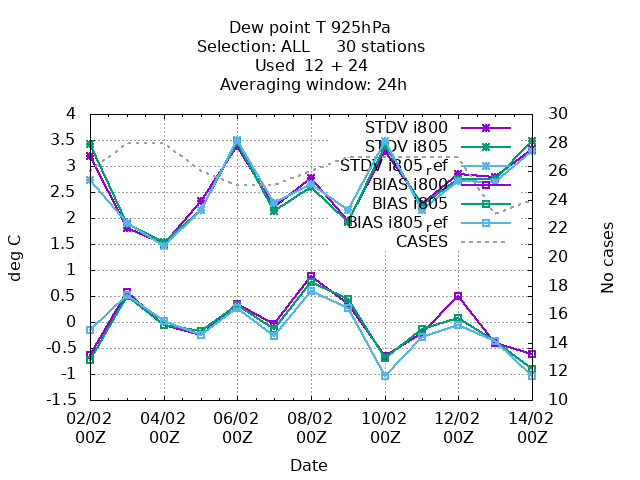 Dew point T 925hPa
Selection: ALL     30 stations
Used  12 + 24
Averaging window: 24h
4
3.5
3
2.5
2
1.5
1
0.5
0
-0.5
-1
-1.5
deg C
30
28
26
24
22
20
18
16
14
12
10
No cases
STDV i800
STDV i805
STDV i805ref
BIAS i800
BIAS i805
BIAS i805ref
CASES
02/02 04/02 06/02 08/02 10/02 12/02 14/02
00Z 00Z 00Z 00Z 00Z 00Z 00Z
Date